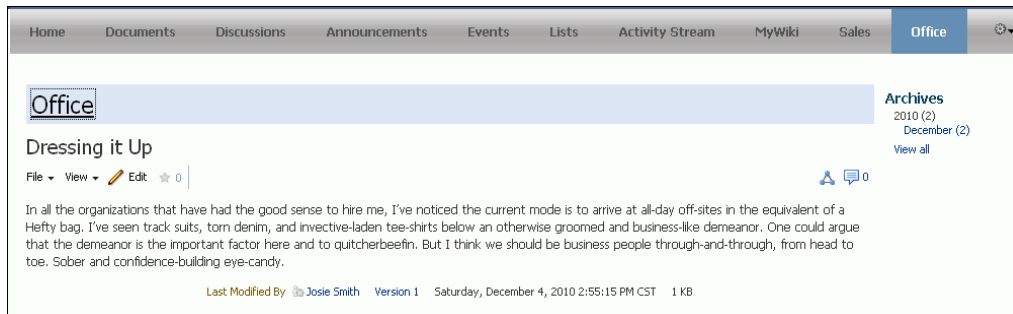 Home Documents Discussions Announcements Events Lists Activity Stream MyWiki Sales Office
Office
Dressing it Up
File View Edit 0
0
In all the organizations that have had the good sense to hire me, I've noticed the current mode is to arrive at all-day off-sites in the equivalent of a
Hefty bag. I've seen track suits, torn denim, and invective-laden tee-shirts below an otherwise groomed and business-like demeanor. One could argue
that the demeanor is the important factor here and to quitcherbeefin. But I think we should be business people through-and-through, from head to
toe. Sober and confidence-building eye-candy.
Last Modified By Josie Smith Version 1 Saturday, December 4, 2010 2:55:15 PM CST 1 KB
Archives
2010 (2)
December (2)
View all